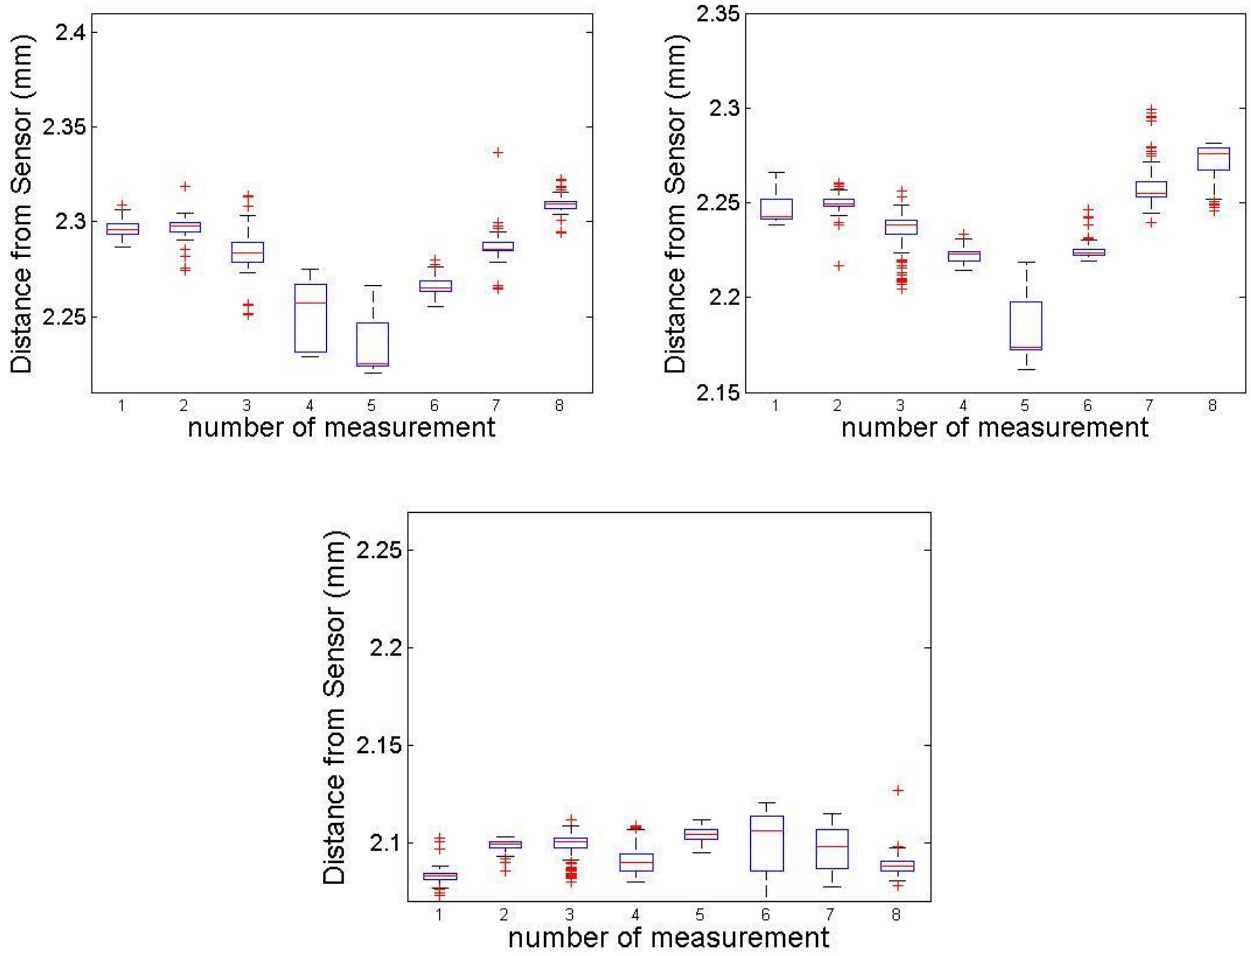 Distance from Sensor (mm)
2.4
2.35
2.3
2.25
1 2 3 4 5 6 7 8
number of measurement
Distance from Sensor (mm)
2.35
2.3
2.25
2.2
2.15
1 2 3 4 5 6 7 8
number of measurement
Distance from Sensor (mm)
2.25
2.2
2.15
2.1
1 2 3 4 5 6 7 8
number of measurement